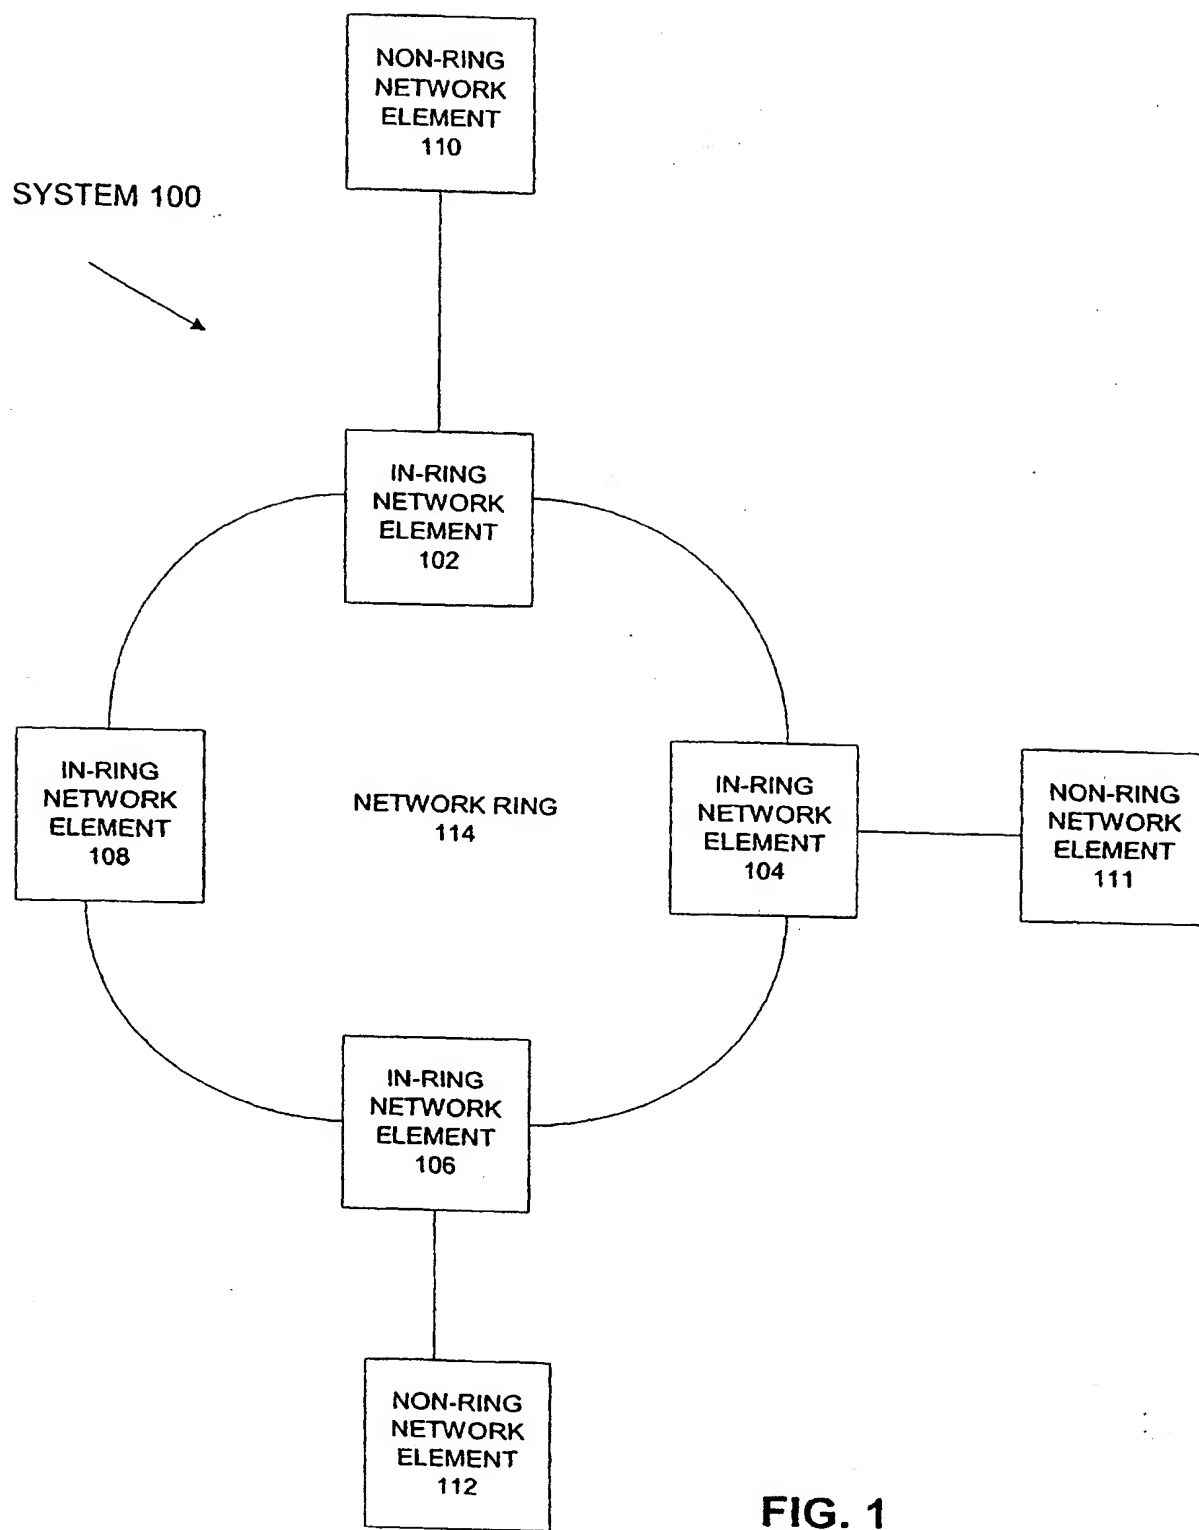 NON-RING
NETWORK
ELEMENT
110
SYSTEM 100
IN-RING
NETWORK
ELEMENT
102
IN-RING
NETWORK
ELEMENT
108
NETWORK RING
114
IN-RING
NETWORK
ELEMENT
104
NON-RING
NETWORK
ELEMENT
111
IN-RING
NETWORK
ELEMENT
106
NON-RING
NETWORK
ELEMENT
112
FIG. 1